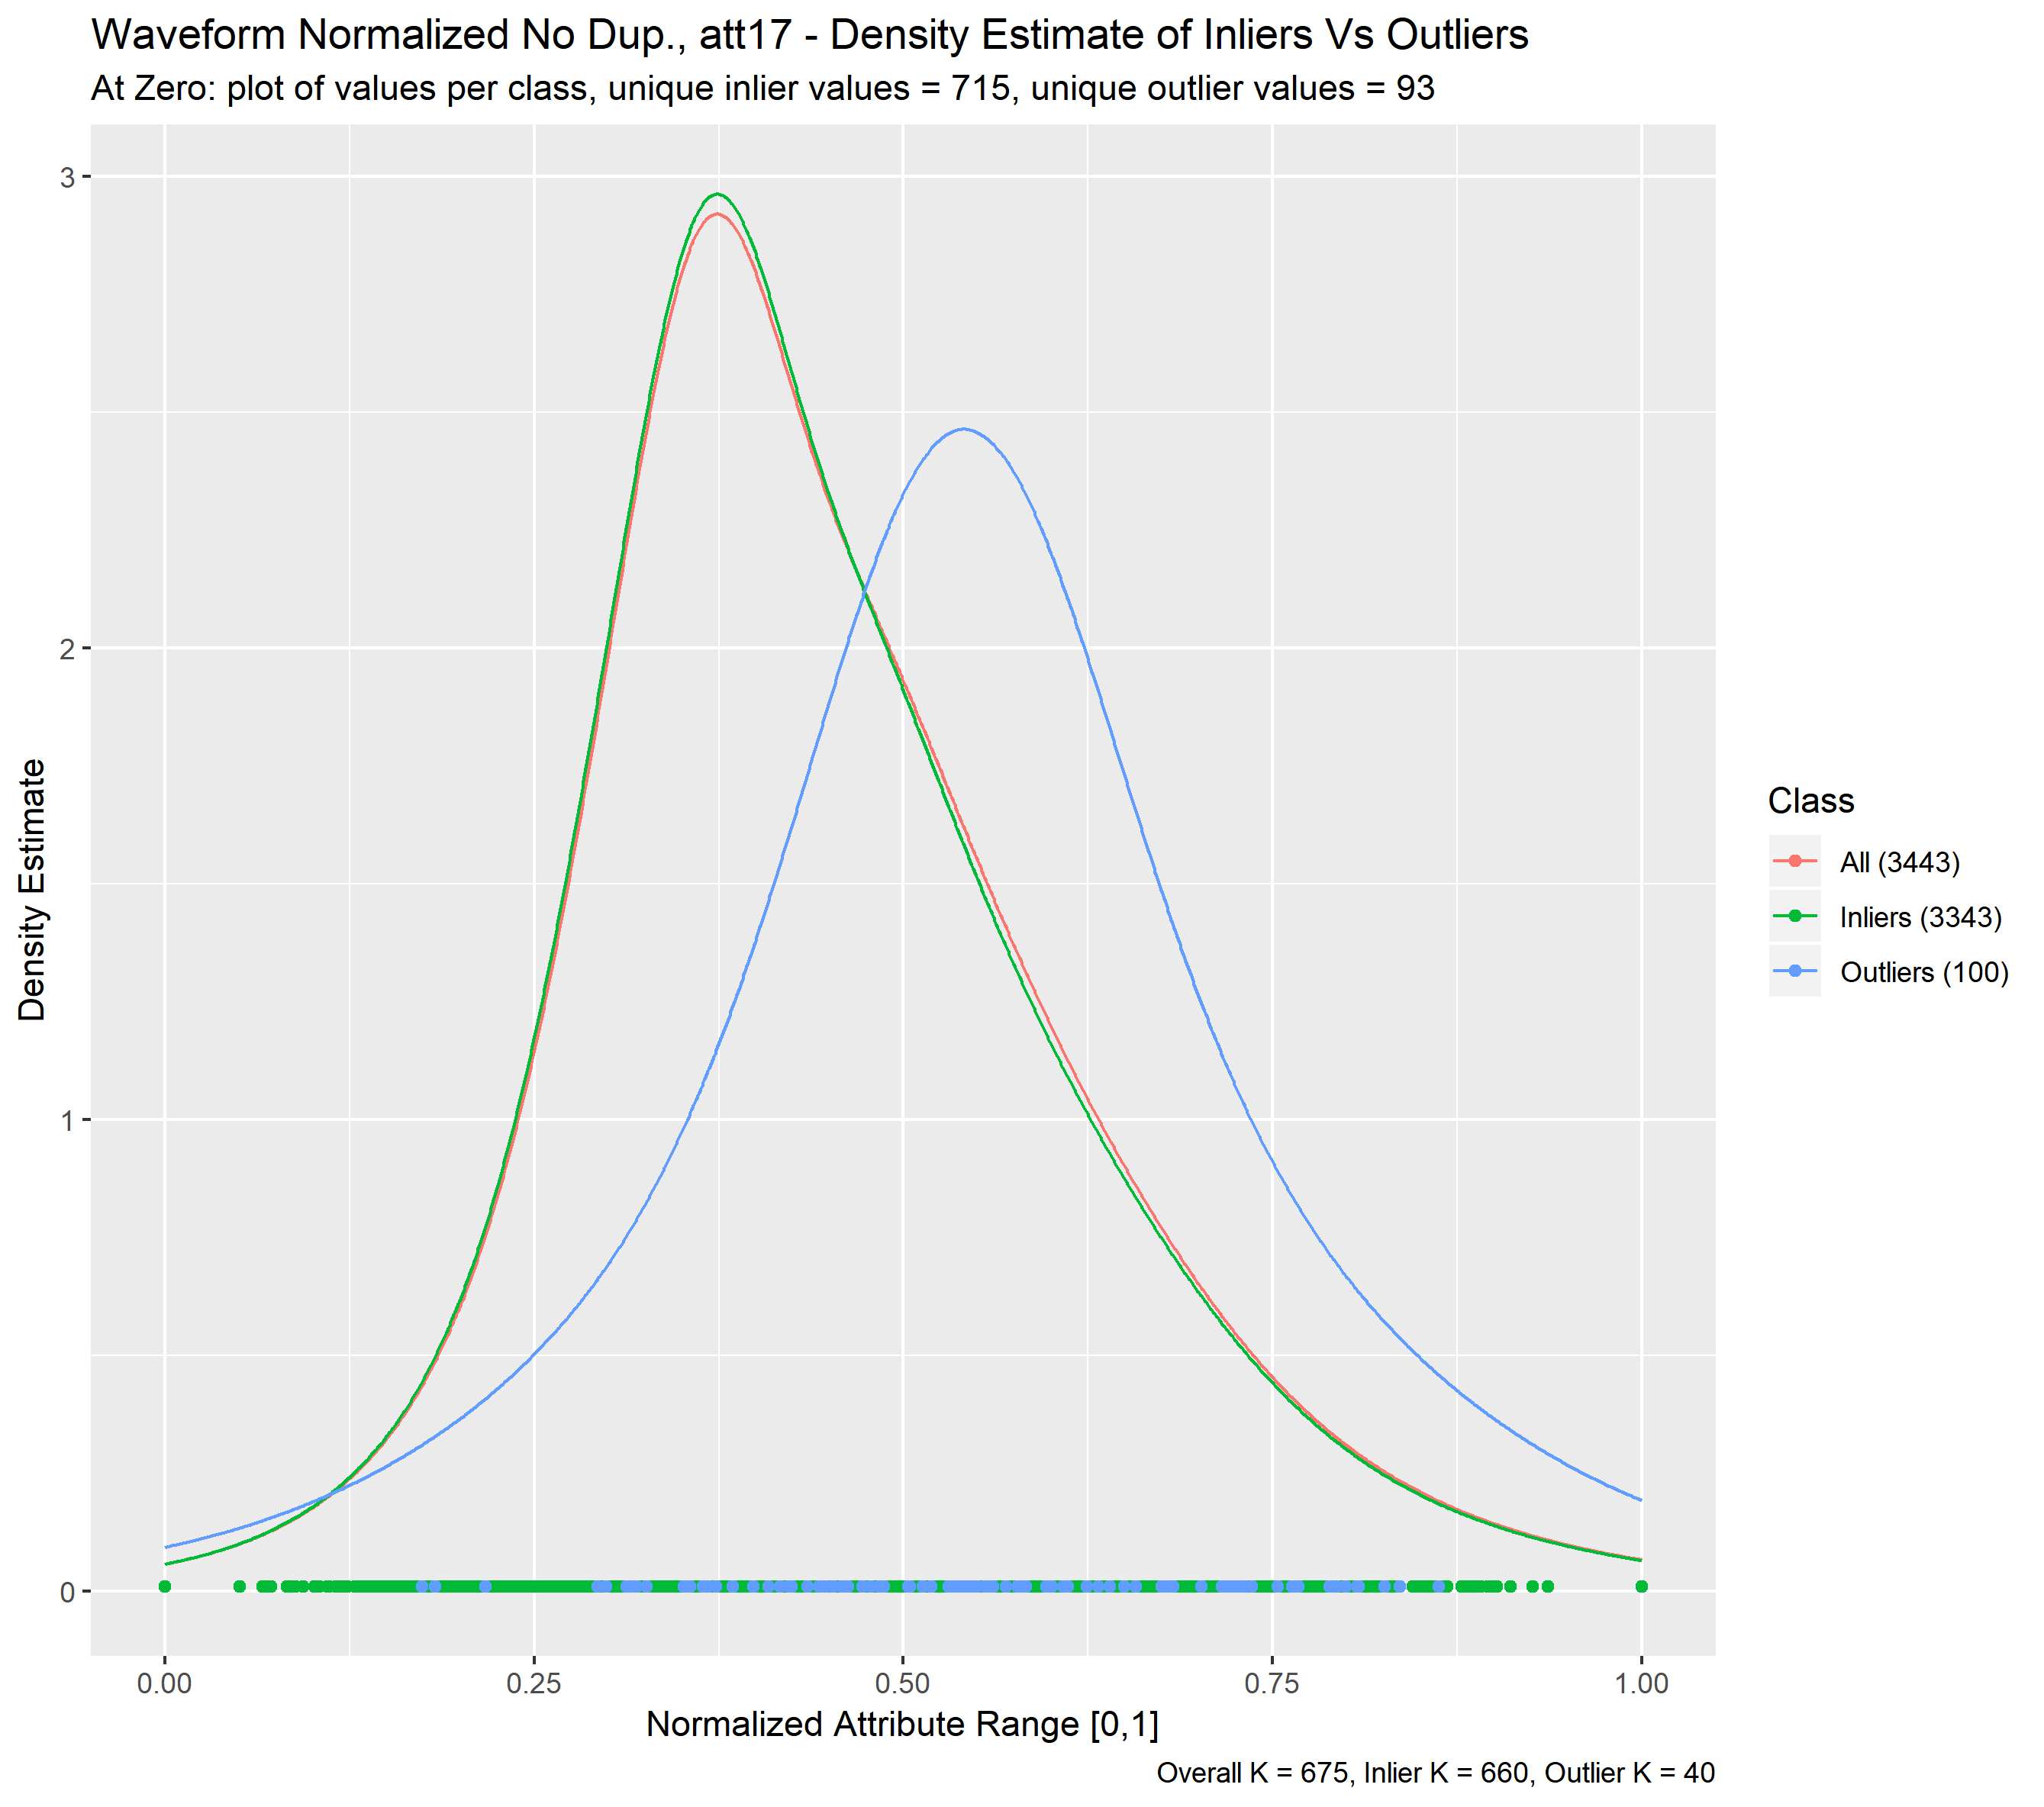 Waveform Normalized No Dup., att17 - Density Estimate of Inliers Vs Outliers
At Zero: plot of values per class, unique inlier values = 715, unique outlier values = 93
3
2
1
0
Density Estimate
0.00
0.25
0.50
0.75
1.00
Normalized Attribute Range [0,1]
Overall K = 675, Inlier K = 660, Outlier K = 40
Class
All (3443)
Inliers (3343)
Outliers (100)